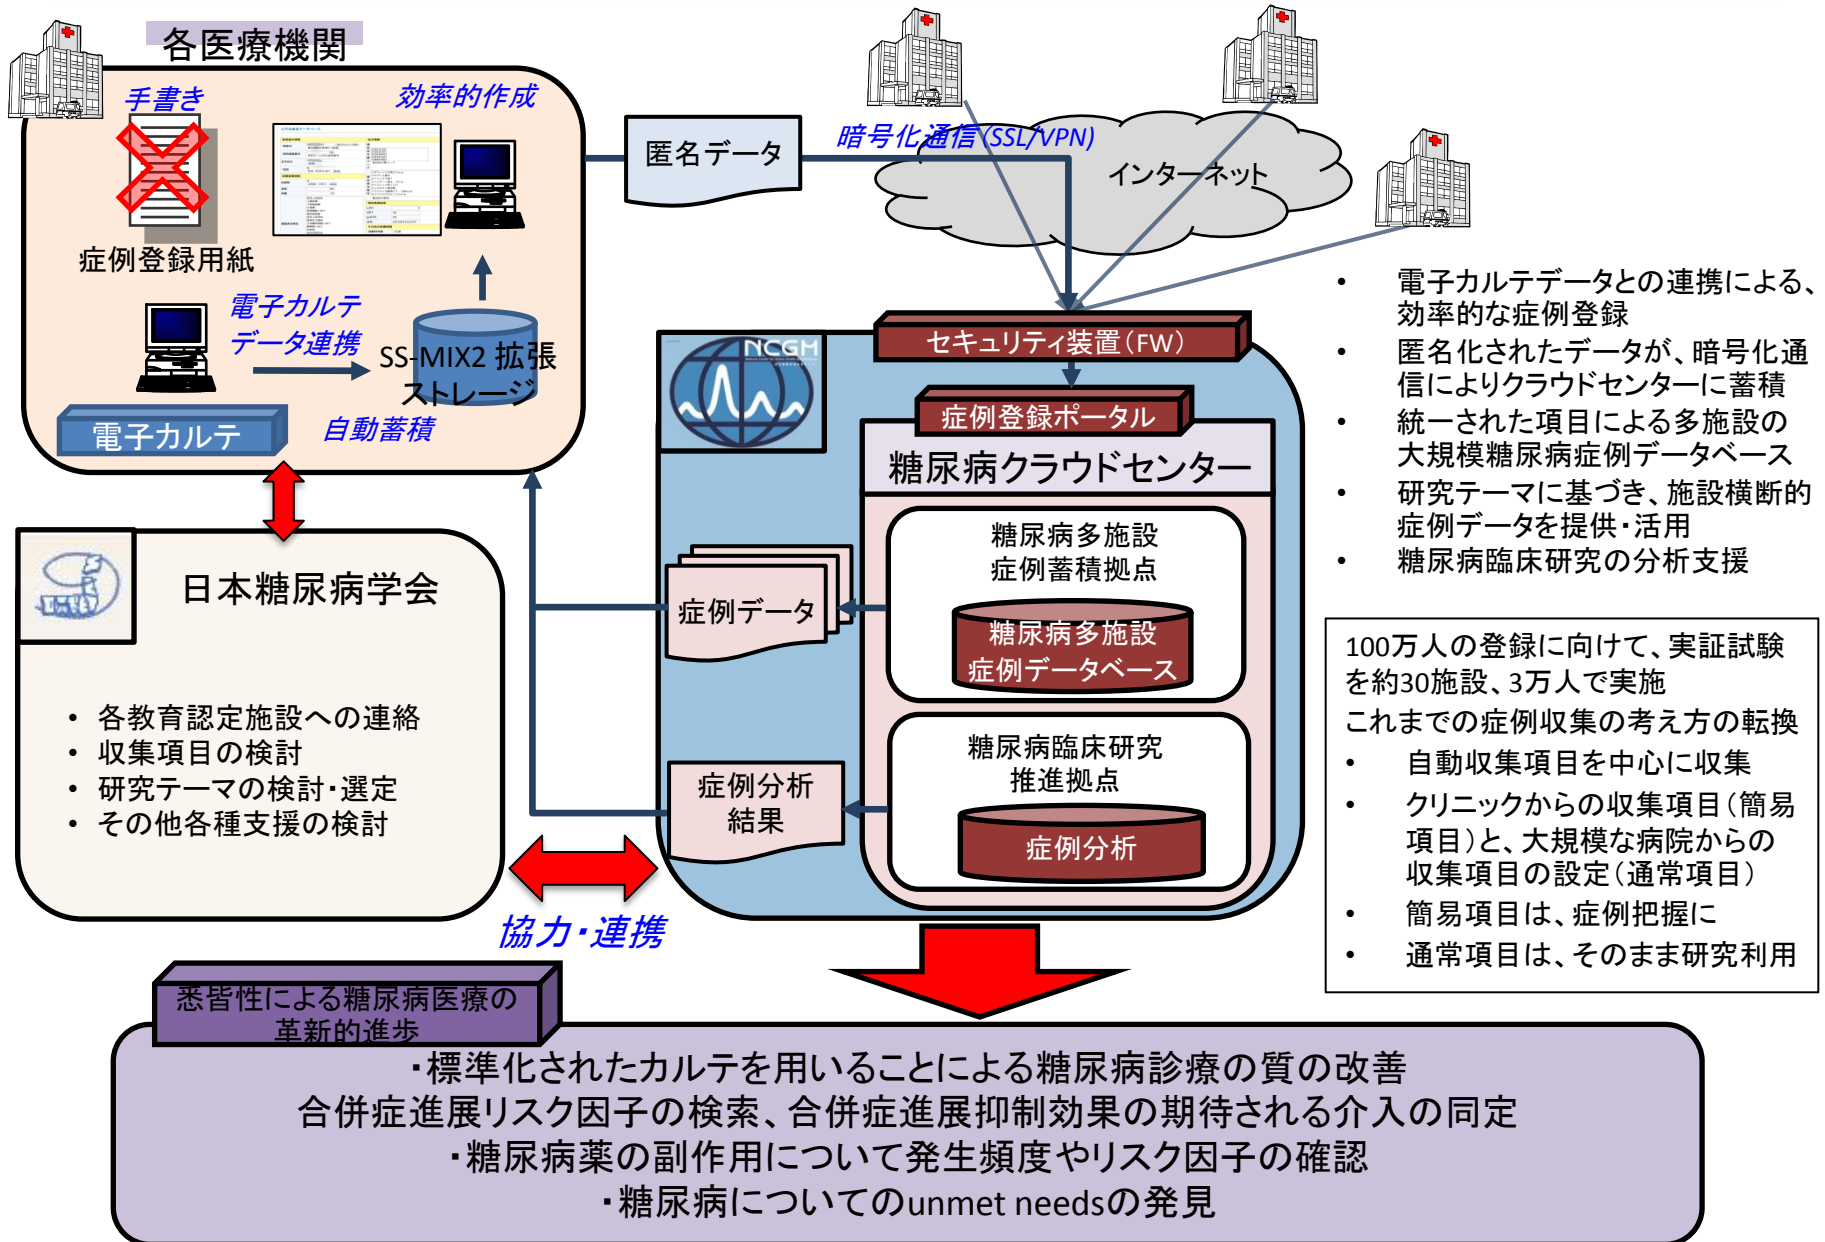 各医療機関
手書き
効率的作成
症例登録用紙
電子カルテ
データ連携
SS-MIX2 拡張
ストレージ
電子カルテ
自動蓄積
匿名データ
暗号化通信(SSL/VPN)
インターネット
セキュリティ装置(FW)
NCGM
症例登録ポータル
糖尿病クラウドセンター
糖尿病多施設
症例蓄積拠点
糖尿病多施設
症例データベース
症例データ
糖尿病臨床研究
推進拠点
症例分析
症例分析
結果
日本糖尿病学会
• 各教育認定施設への連絡
• 収集項目の検討
• 研究テーマの検討・選定
• その他各種支援の検討
協力・連携
• 電子カルテデータとの連携による、
効率的な症例登録
• 匿名化されたデータが、暗号化通
信によりクラウドセンターに蓄積
• 統一された項目による多施設の
大規模糖尿病症例データベース
• 研究テーマに基づき、施設横断的
症例データを提供・活用
• 糖尿病臨床研究の分析支援
100万人の登録に向けて、実証試験
を約30施設、3万人で実施
これまでの症例収集の考え方の転換
• 自動収集項目を中心に収集
• クリニックからの収集項目(簡易
項目)と、大規模な病院からの
収集項目の設定(通常項目)
• 簡易項目は、症例把握に
• 通常項目は、そのまま研究利用
悉皆性による糖尿病医療の
革新的進歩
・標準化されたカルテを用いることによる糖尿病診療の質の改善
合併症進展リスク因子の検索、合併症進展抑制効果の期待される介入の同定
・糖尿病薬の副作用について発生頻度やリスク因子の確認
・糖尿病についてのunmet needsの発見